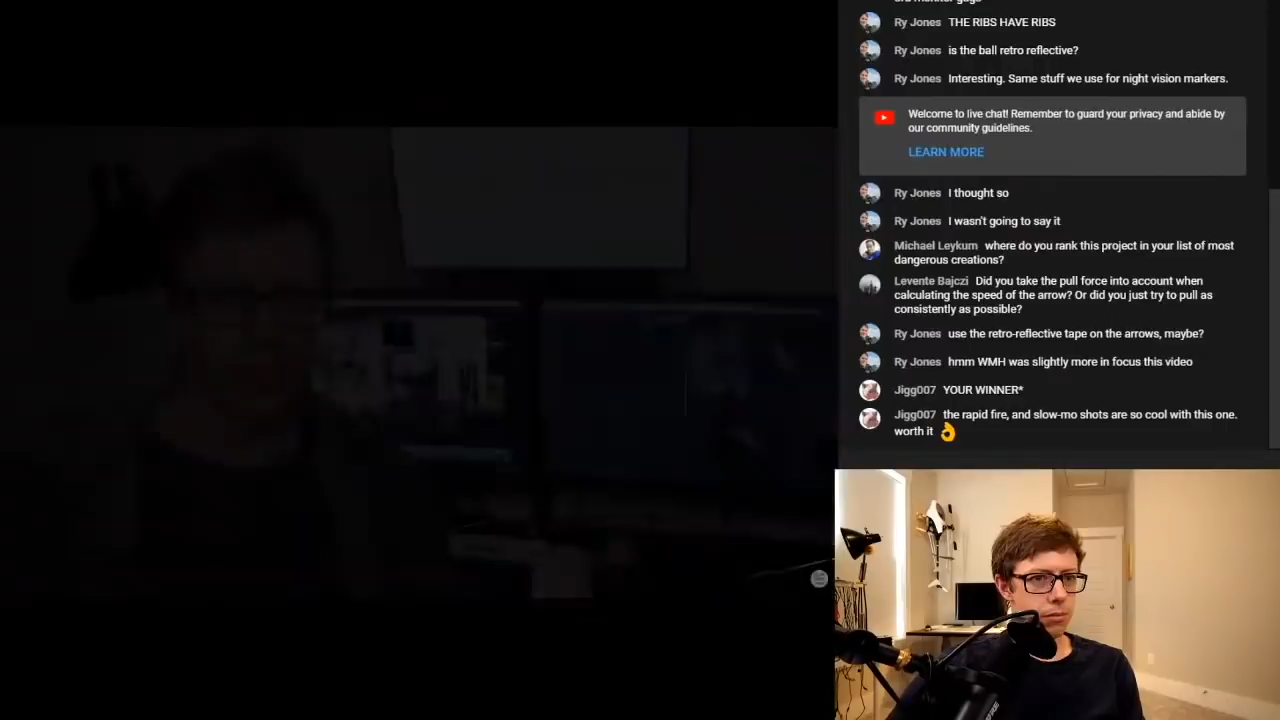 Ry Jones THE RIBS HAVE RIBS
Ry Jones is the ball retro reflective?
Ry Jones Interesting. Same stuff we use for night vision markers.
Welcome to live chat! Remember to guard your privacy and abide by
our community guidelines.
LEARN MORE
Ry Jones I thought so
Ry Jones I wasn't going to say it
Michael Leykum where do you rank this project in your list of most
dangerous creations?
Levente Bajczi Did you take the pull force into account when
calculating the speed of the arrow? Or did you just try to pull as
consistently as possible?
Ry Jones use the retro-reflective tape on the arrows, maybe?
Ry Jones hmm WMH was slightly more in focus this video
Jigg007 YOUR WINNER*
Jigg007 the rapid fire, and slow-mo shots are so cool with this one.
worth it 👌